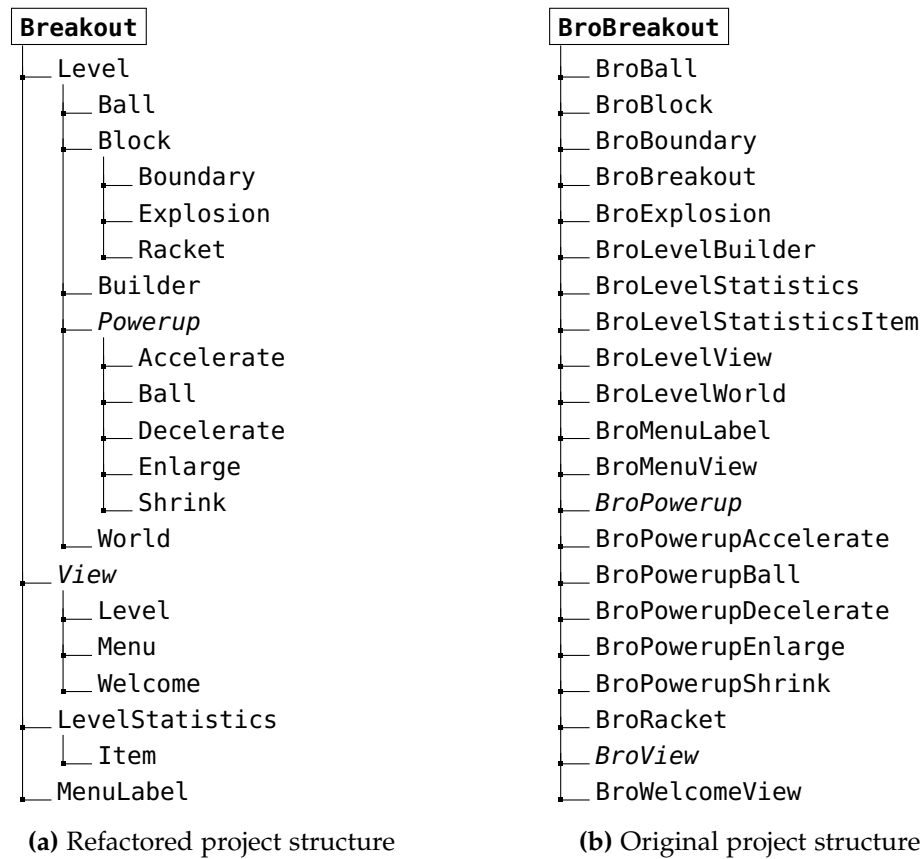 Breakout
Level
Ball
Block
Boundary
Explosion
Racket
Builder
Powerup
Accelerate
Ball
Decelerate
Enlarge
Shrink
World
View
Level
Menu
Welcome
LevelStatistics
Item
MenuLabel
(a) Refactored project structure
BroBreakout
BroBall
BroBlock
BroBoundary
BroBreakout
BroExplosion
BroLevelBuilder
BroLevelStatistics
BroLevelStatisticsItem
BroLevelView
BroLevelWorld
BroMenuLabel
BroMenuView
BroPowerup
BroPowerupAccelerate
BroPowerupBall
BroPowerupDecelerate
BroPowerupEnlarge
BroPowerupShrink
BroRacket
BroView
BroWelcomeView
(b) Original project structure